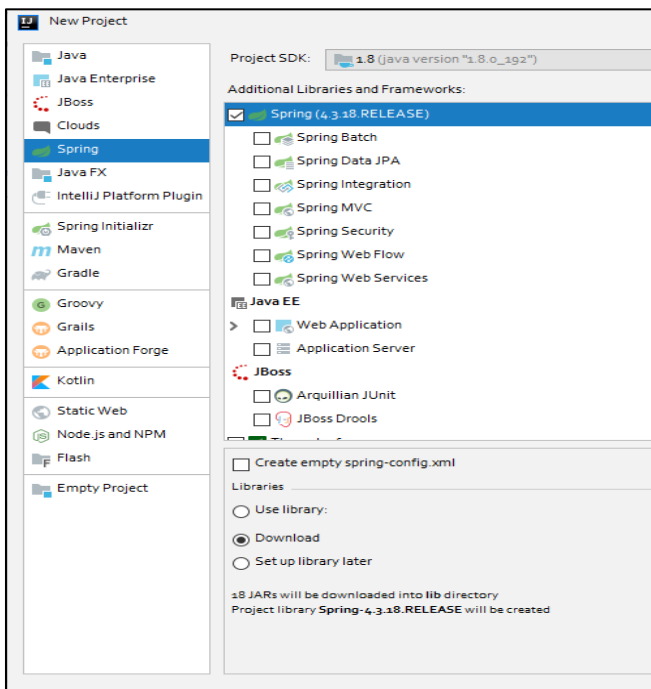 New Project
Java
Java Enterprise
JBoss
Clouds
Spring
Java FX
IntelliJ Platform Plugin
Spring Initializr
Maven
Gradle
Groovy
Grails
Application Forge
Kotlin
Static Web
Node.js and NPM
Flash
Empty Project
Project SDK: 1.8 (java version "1.8.0_192")
Additional Libraries and Frameworks:
Spring (4.3.18.RELEASE)
Spring Batch
Spring Data JPA
Spring Integration
Spring MVC
Spring Security
Spring Web Flow
Spring Web Services
Java EE
Web Application
Application Server
JBoss
Arquillian JUnit
JBoss Drools
Create empty spring-config.xml
Libraries
Use library:
Download
Set up library later
18 JARs will be downloaded into lib directory
Project library Spring-4.3.18.RELEASE will be created